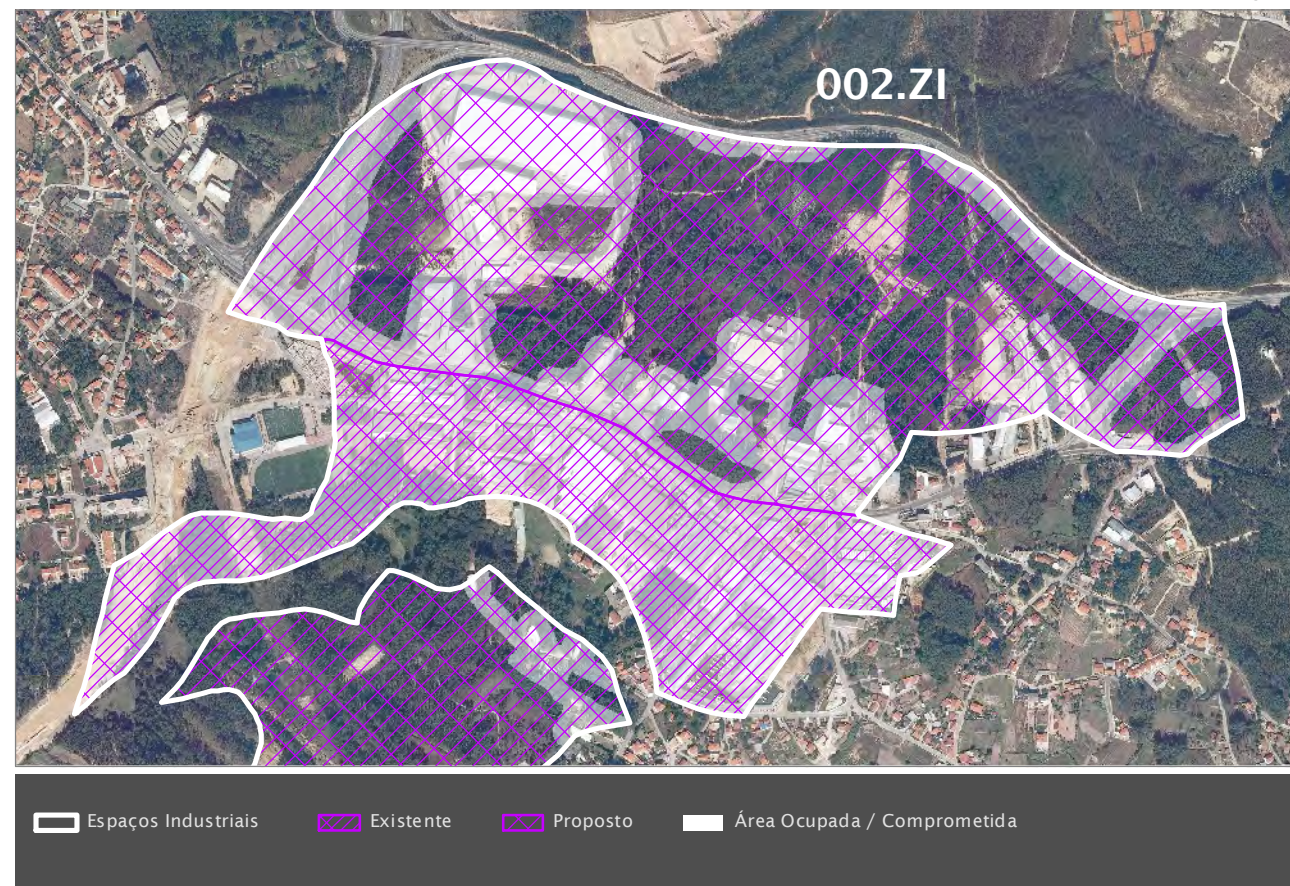 002.ZI
Espaços Industriais
Existente
Proposto
Área Ocupada / Comprometida